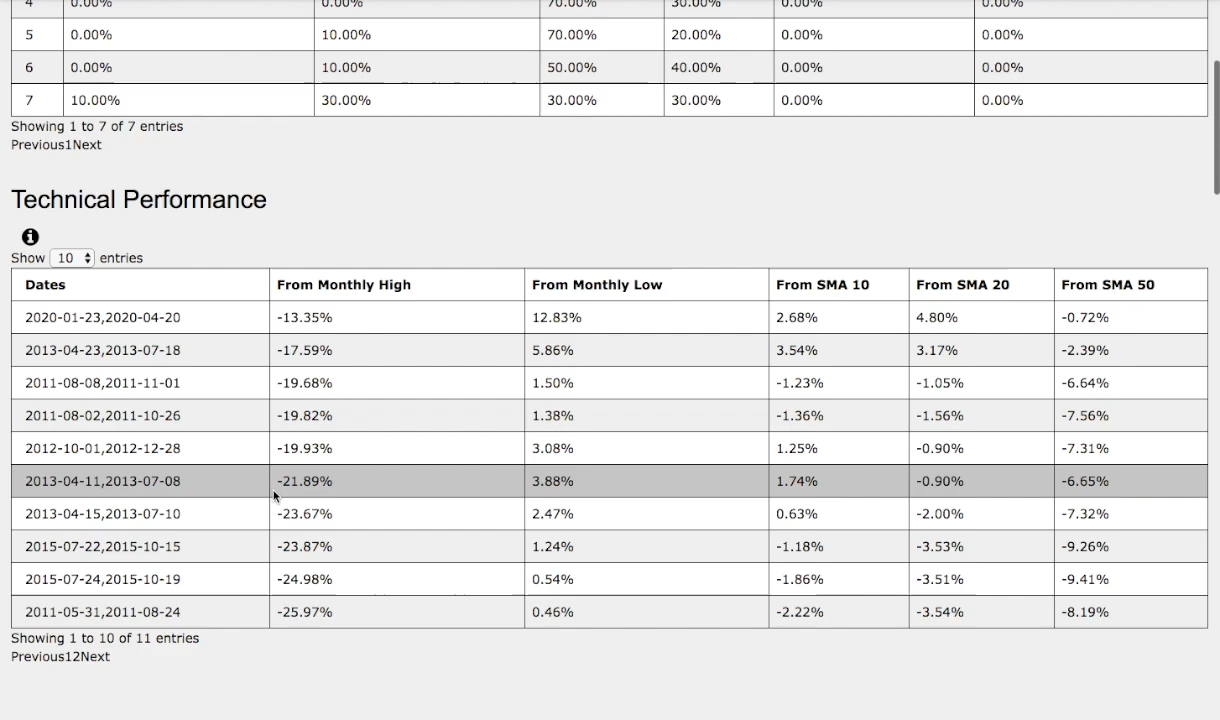 4 0.00% 0.00% 70.00% 30.00% 0.00% 0.00%
5 0.00% 10.00% 70.00% 20.00% 0.00% 0.00%
6 0.00% 10.00% 50.00% 40.00% 0.00% 0.00%
7 10.00% 30.00% 30.00% 30.00% 0.00% 0.00%
Showing 1 to 7 of 7 entries
Previous1Next
Technical Performance
Show 10 entries
Dates From Monthly High From Monthly Low From SMA 10 From SMA 20 From SMA 50
2020-01-23,2020-04-20 -13.35% 12.83% 2.68% 4.80% -0.72%
2013-04-23,2013-07-18 -17.59% 5.86% 3.54% 3.17% -2.39%
2011-08-08,2011-11-01 -19.68% 1.50% -1.23% -1.05% -6.64%
2011-08-02,2011-10-26 -19.82% 1.38% -1.36% -1.56% -7.56%
2012-10-01,2012-12-28 -19.93% 3.08% 1.25% -0.90% -7.31%
2013-04-11,2013-07-08 -21.89% 3.88% 1.74% -0.90% -6.65%
2013-04-15,2013-07-10 -23.67% 2.47% 0.63% -2.00% -7.32%
2015-07-22,2015-10-15 -23.87% 1.24% -1.18% -3.53% -9.26%
2015-07-24,2015-10-19 -24.98% 0.54% -1.86% -3.51% -9.41%
2011-05-31,2011-08-24 -25.97% 0.46% -2.22% -3.54% -8.19%
Showing 1 to 10 of 11 entries
Previous12Next